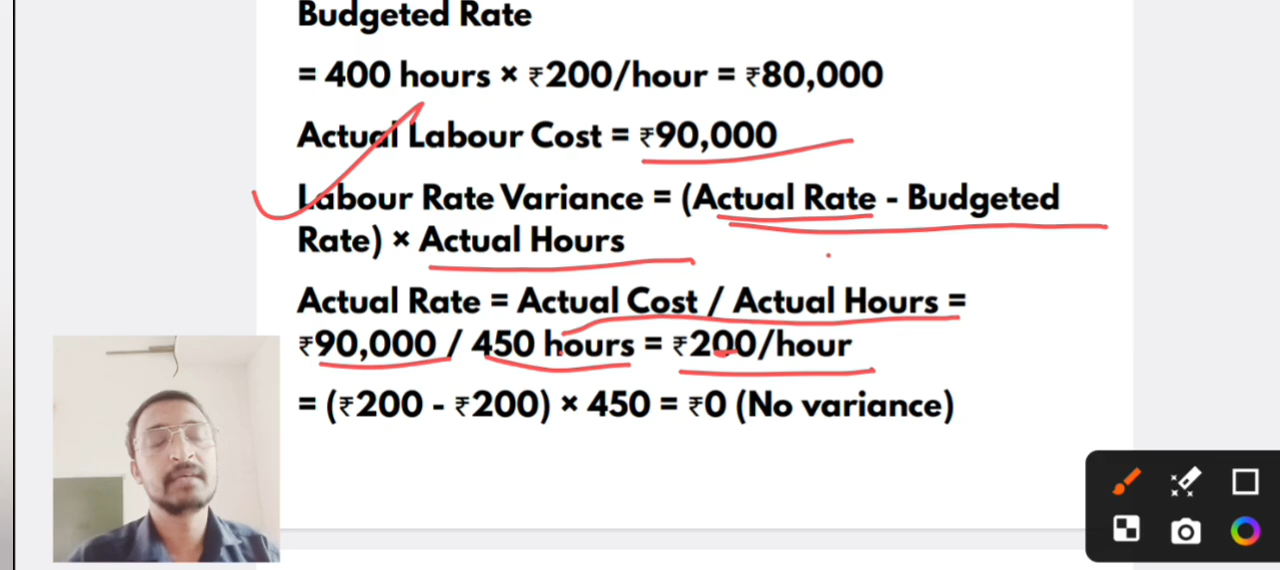 Budgeted Rate
= 400 hours × ₹200/hour = ₹80,000
Actual Labour Cost = ₹90,000
Labour Rate Variance = (Actual Rate - Budgeted
Rate) × Actual Hours
Actual Rate = Actual Cost / Actual Hours =
₹90,000 / 450 hours = ₹200/hour
= (₹200 - ₹200) × 450 = ₹0 (No variance)